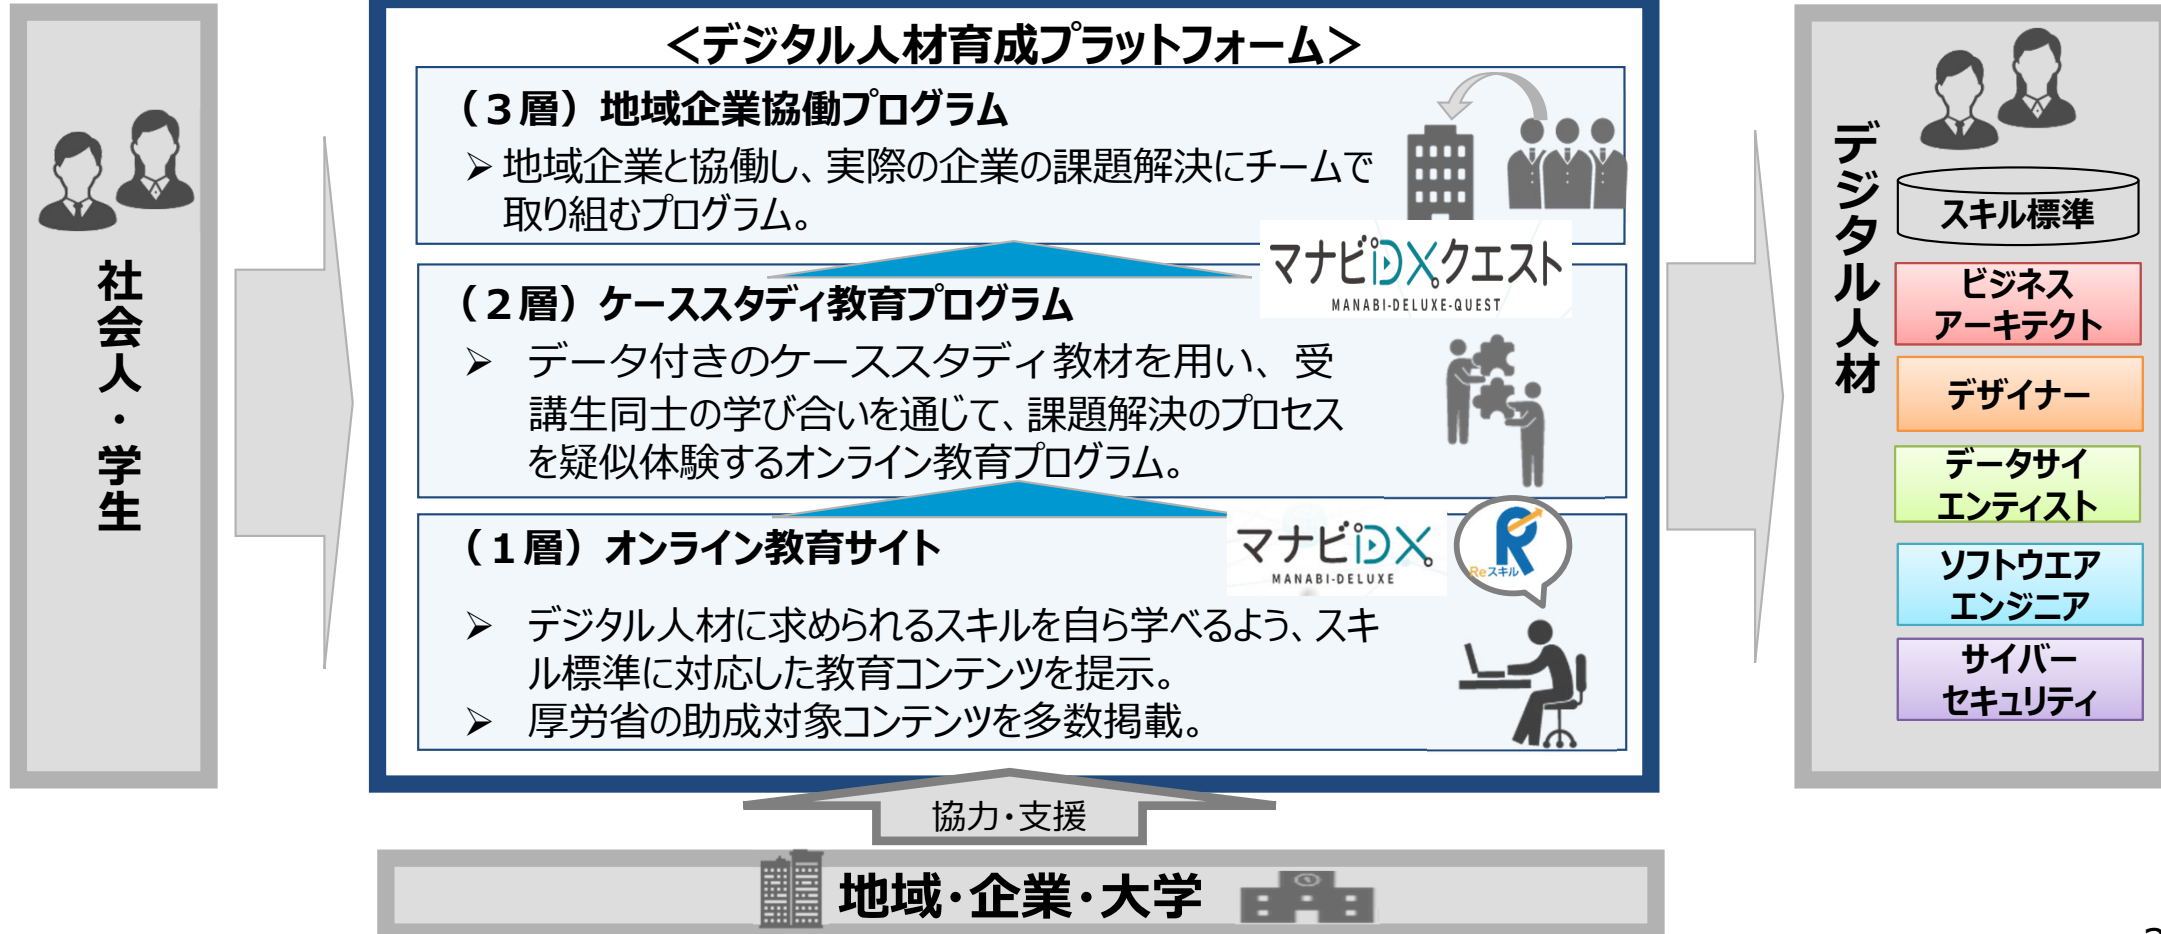 社会人・学生
＜デジタル人材育成プラットフォーム＞
（３層）地域企業協働プログラム
➢ 地域企業と協働し、実際の企業の課題解決にチームで
取り組むプログラム。
マナビDXクエスト
MANABI-DELUXE-QUEST
（２層）ケーススタディ教育プログラム
➢ データ付きのケーススタディ教材を用い、受
講生同士の学び合いを通じて、課題解決のプロセス
を疑似体験するオンライン教育プログラム。
（１層）オンライン教育サイト
マナビDX
MANABI-DELUXE
R
Reスキル
➢ デジタル人材に求められるスキルを自ら学べるよう、スキ
ル標準に対応した教育コンテンツを提示。
➢ 厚労省の助成対象コンテンツを多数掲載。
協力・支援
地域・企業・大学
デジタル人材
スキル標準
ビジネス
アーキテクト
デザイナー
データサイ
エンティスト
ソフトウエア
エンジニア
サイバー
セキュリティ